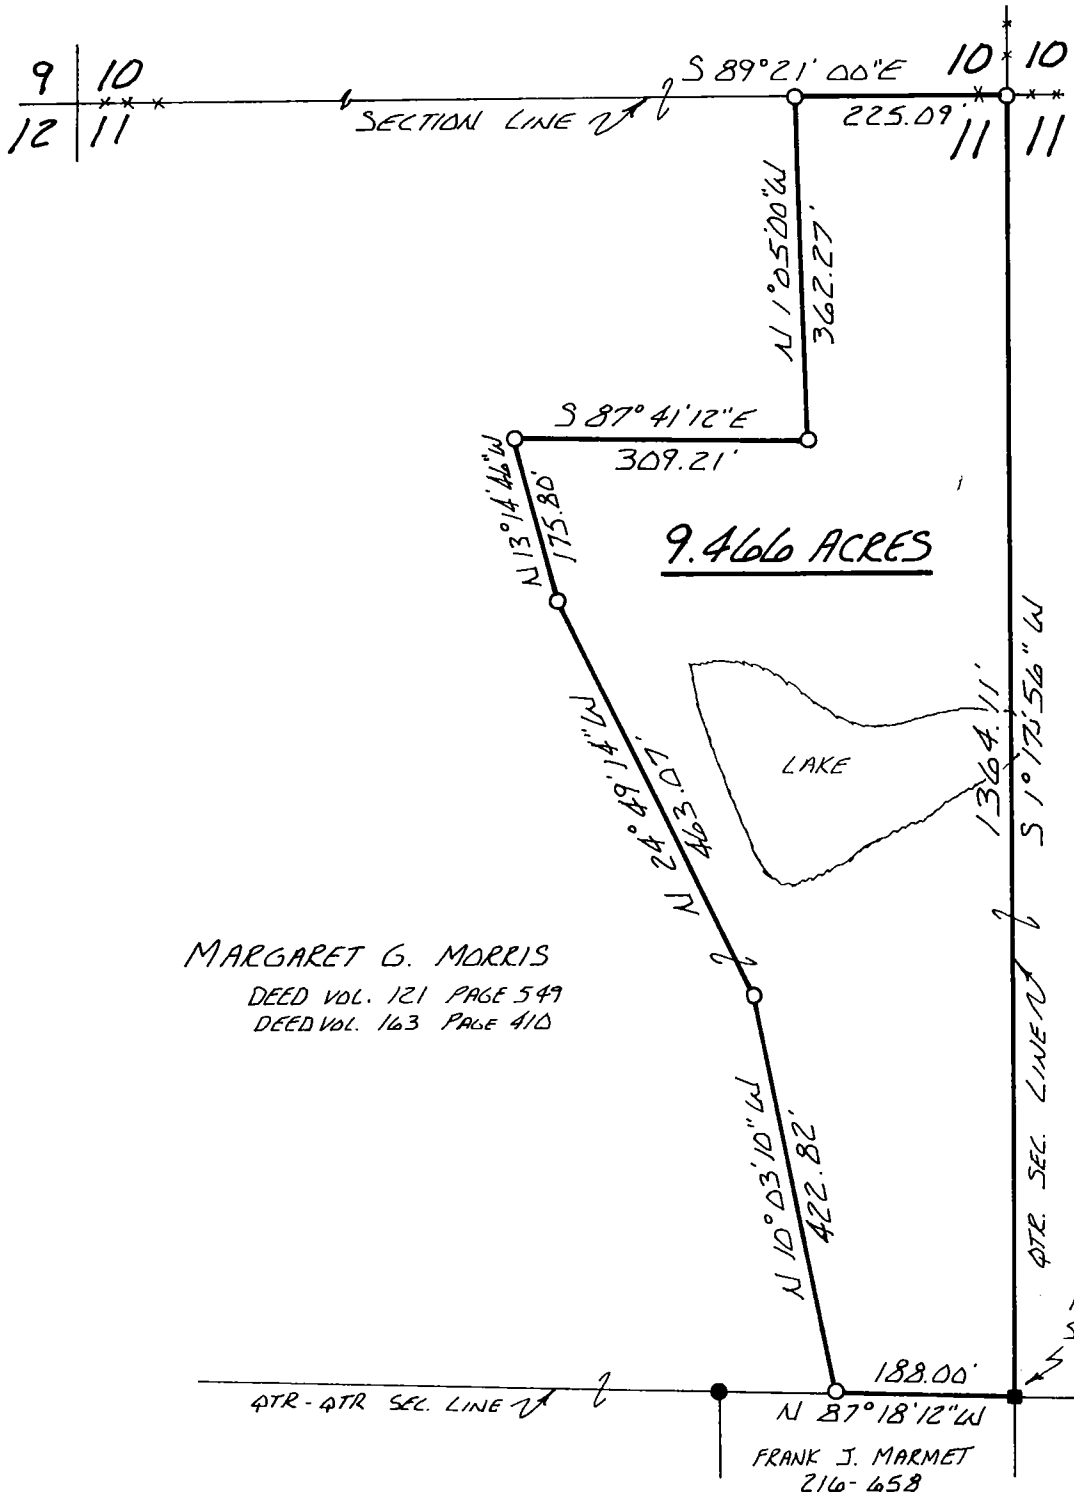 9 10
12 11
SECTION LINE
S 89°21'00"E
225.09'
10 10
11 11
N 1°05'00"W
362.27'
S 87°41'12"E
309.21'
N 13°14'46"W
175.80'
9.466 ACRES
N 24°49'14"W
463.07'
LAKE
1364.11'
S 1°17'56" W
MARGARET G. MORRIS
DEED VOL. 121 PAGE 549
DEED VOL. 163 PAGE 410
QTR. SEC. LINE
N 10°03'10"W
422.82'
188.00'
N 87°18'12"W
QTR-QTR SEC. LINE
FRANK J. MARMET
216-658